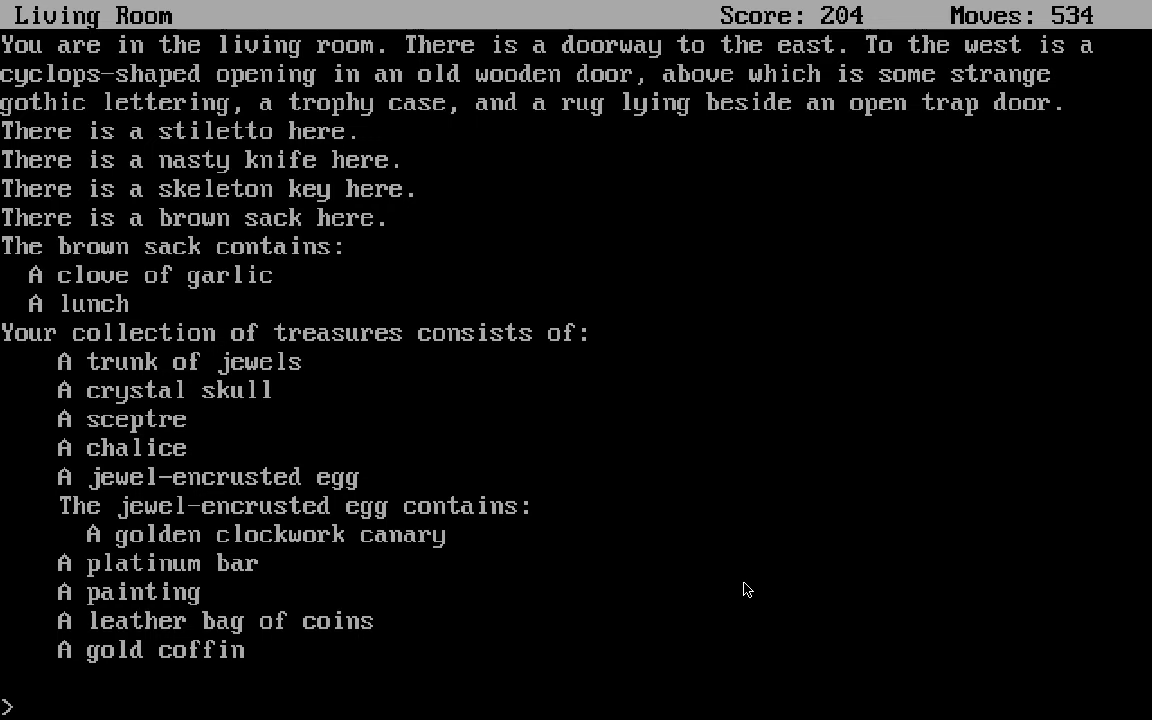 Living Room Score: 204 Moves: 534
You are in the living room. There is a doorway to the east. To the west is a
cyclops-shaped opening in an old wooden door, above which is some strange
gothic lettering, a trophy case, and a rug lying beside an open trap door.
There is a stiletto here.
There is a nasty knife here.
There is a skeleton key here.
There is a brown sack here.
The brown sack contains:
A clove of garlic
A lunch
Your collection of treasures consists of:
A trunk of jewels
A crystal skull
A sceptre
A chalice
A jewel-encrusted egg
The jewel-encrusted egg contains:
A golden clockwork canary
A platinum bar
A painting
A leather bag of coins
A gold coffin
>